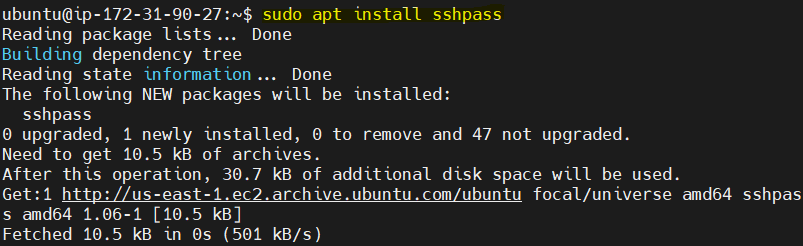 ubuntu@ip-172-31-90-27:~$ sudo apt install sshpass
Reading package lists... Done
Building dependency tree
Reading state information... Done
The following NEW packages will be installed:
  sshpass
0 upgraded, 1 newly installed, 0 to remove and 47 not upgraded.
Need to get 10.5 kB of archives.
After this operation, 30.7 kB of additional disk space will be used.
Get:1 http://us-east-1.ec2.archive.ubuntu.com/ubuntu focal/universe amd64 sshpas
s amd64 1.06-1 [10.5 kB]
Fetched 10.5 kB in 0s (501 kB/s)